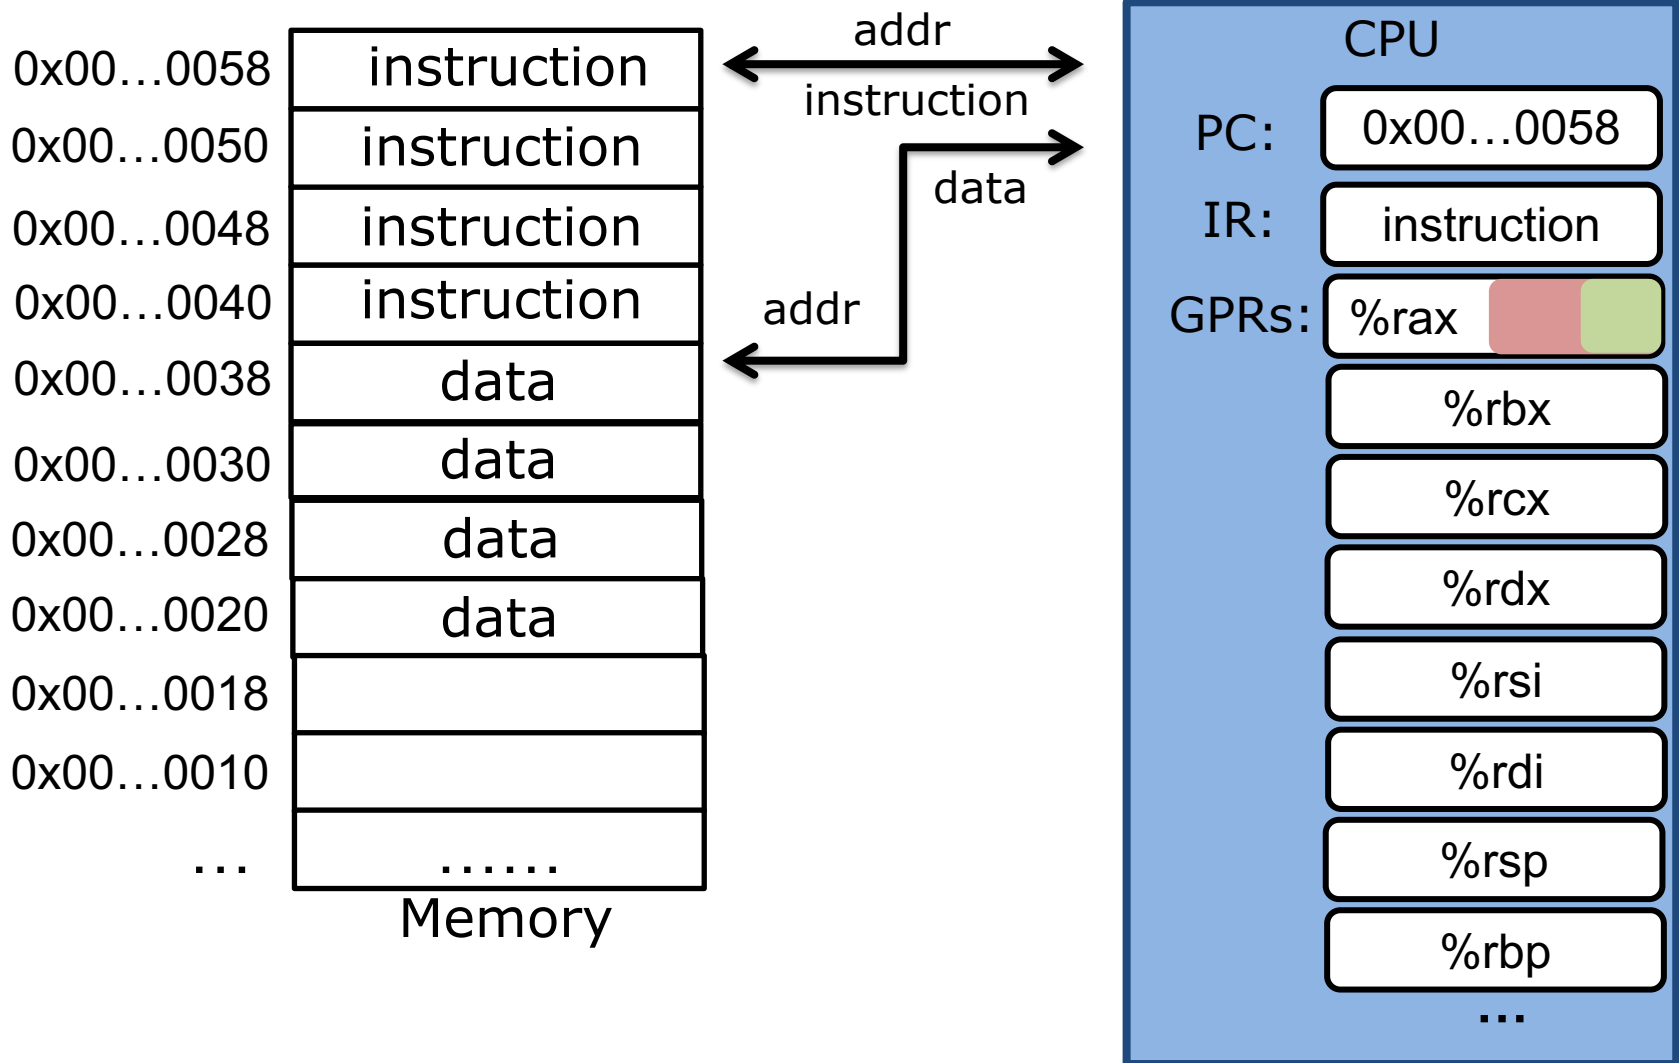 0x00…0058 instruction
0x00…0050 instruction
0x00…0048 instruction
0x00…0040 instruction
0x00…0038 data
0x00…0030 data
0x00…0028 data
0x00…0020 data
0x00…0018
0x00…0010
… ……
Memory
addr
instruction
data
addr
CPU
PC: 0x00…0058
IR: instruction
GPRs: %rax
%rbx
%rcx
%rdx
%rsi
%rdi
%rsp
%rbp
…